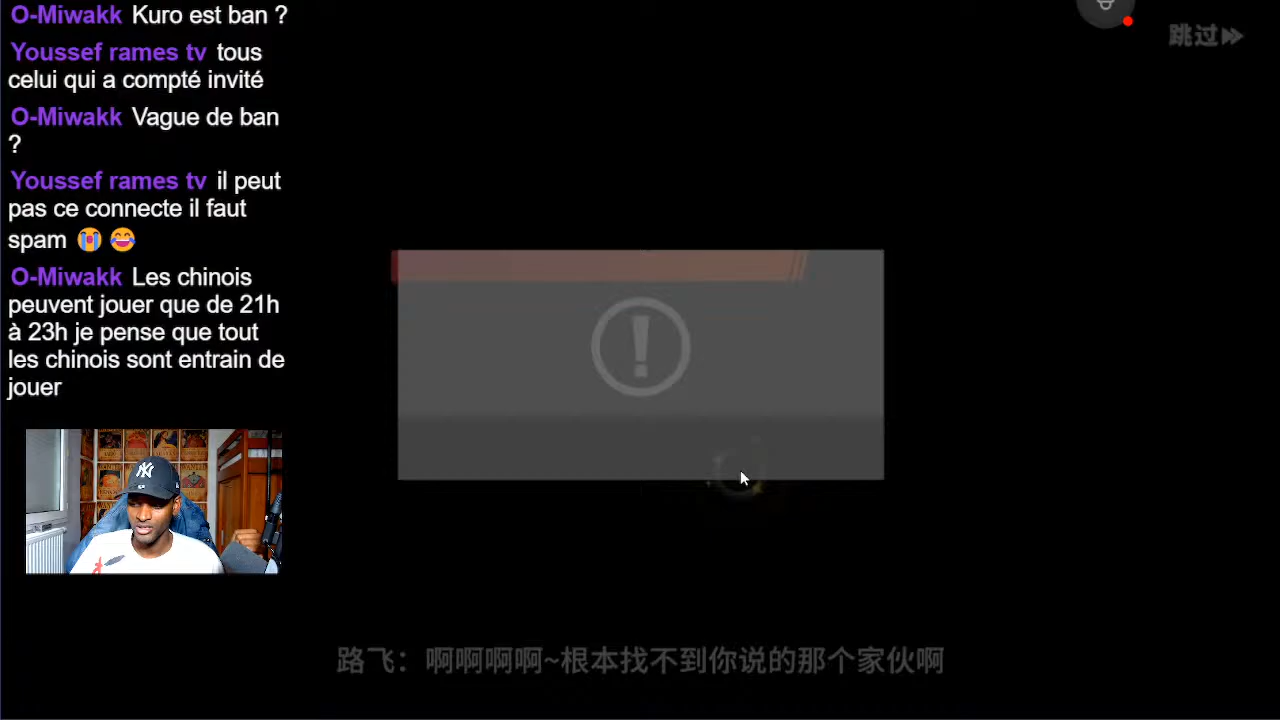 O-Miwakk Kuro est ban ?
Youssef rames tv tous
celui qui a compté invité
O-Miwakk Vague de ban
?
Youssef rames tv il peut
pas ce connecte il faut
spam 😭 😂
O-Miwakk Les chinois
peuvent jouer que de 21h
à 23h je pense que tout
les chinois sont entrain de
jouer
跳过
NY
路飞：啊啊啊啊~根本找不到你说的那个家伙啊